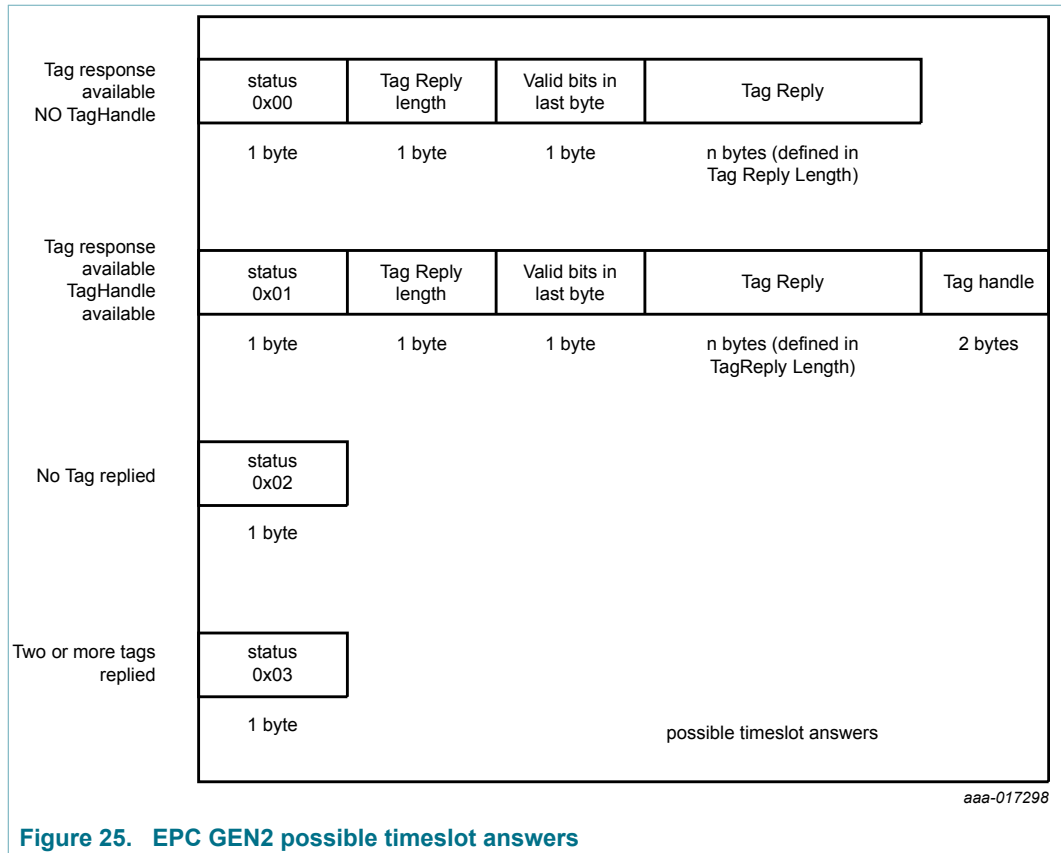 Tag response
available
NO TagHandle
status
0x00
Tag Reply
length
Valid bits in
last byte
Tag Reply
1 byte
1 byte
1 byte
n bytes (defined in
Tag Reply Length)
Tag response
available
TagHandle
available
status
0x01
Tag Reply
length
Valid bits in
last byte
Tag Reply
Tag handle
1 byte
1 byte
1 byte
n bytes (defined in
TagReply Length)
2 bytes
No Tag replied
status
0x02
1 byte
Two or more tags
replied
status
0x03
1 byte
possible timeslot answers
aaa-017298
Figure 25. EPC GEN2 possible timeslot answers